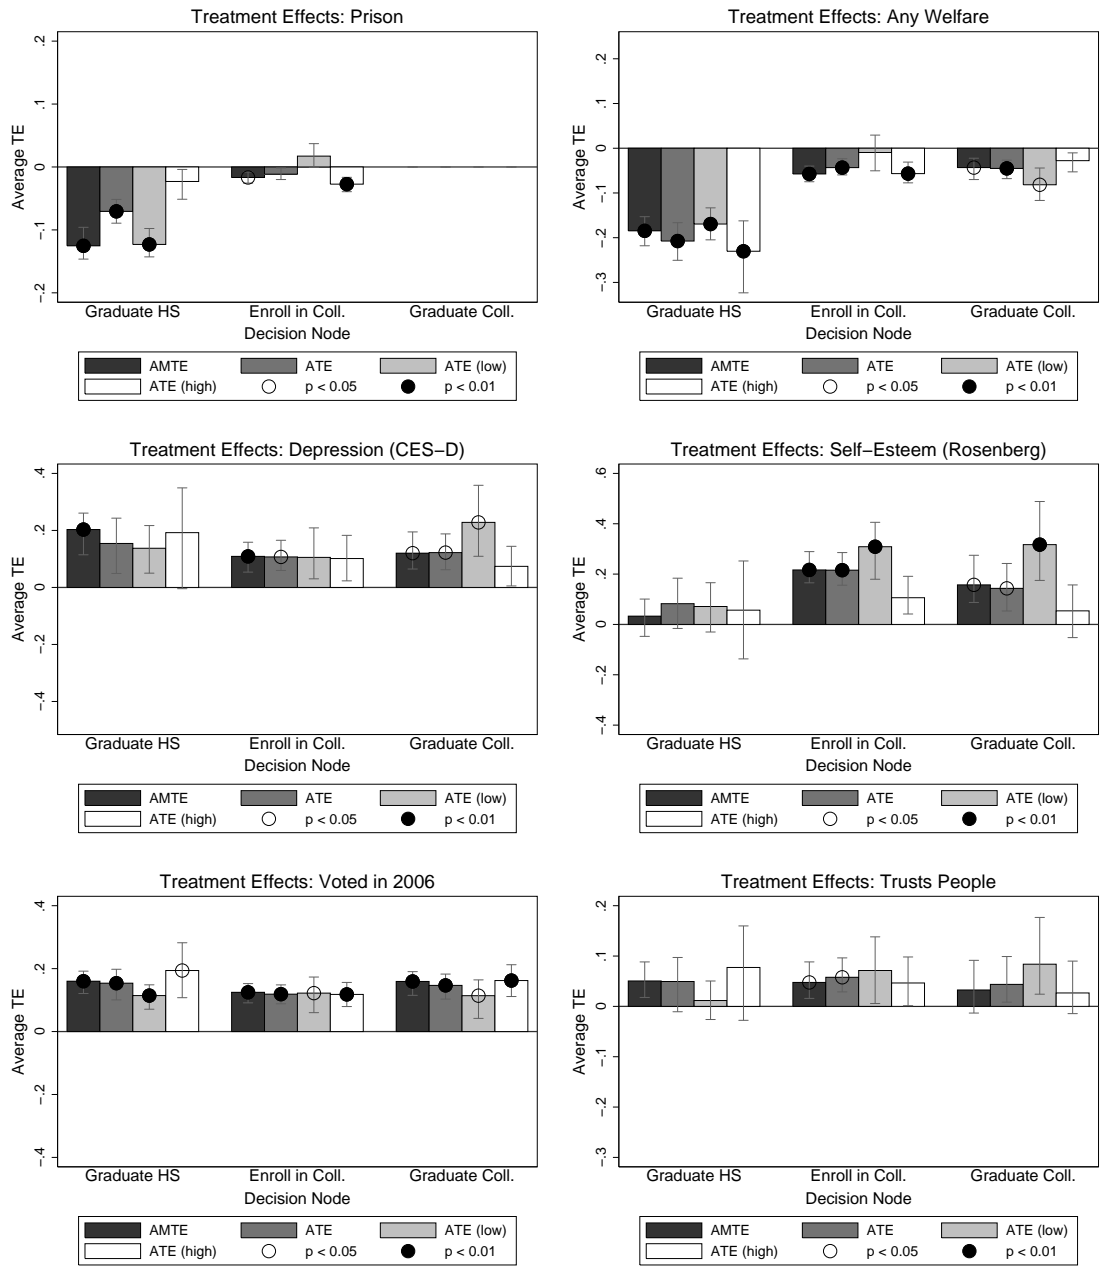 Treatment Effects: Prison
Average TE
.2
.1
0
−.1
−.2
Graduate HS Enroll in Coll. Graduate Coll.
Decision Node
AMTE ATE ATE (low)
ATE (high) p < 0.05 p < 0.01
Treatment Effects: Any Welfare
Average TE
.2
.1
0
−.1
−.2
−.3
Graduate HS Enroll in Coll. Graduate Coll.
Decision Node
AMTE ATE ATE (low)
ATE (high) p < 0.05 p < 0.01
Treatment Effects: Depression (CES−D)
Average TE
.4
.2
0
−.2
−.4
Graduate HS Enroll in Coll. Graduate Coll.
Decision Node
AMTE ATE ATE (low)
ATE (high) p < 0.05 p < 0.01
Treatment Effects: Self−Esteem (Rosenberg)
Average TE
.6
.4
.2
0
−.2
−.4
Graduate HS Enroll in Coll. Graduate Coll.
Decision Node
AMTE ATE ATE (low)
ATE (high) p < 0.05 p < 0.01
Treatment Effects: Voted in 2006
Average TE
.4
.2
0
−.2
−.4
Graduate HS Enroll in Coll. Graduate Coll.
Decision Node
AMTE ATE ATE (low)
ATE (high) p < 0.05 p < 0.01
Treatment Effects: Trusts People
Average TE
.2
.1
0
−.1
−.2
−.3
Graduate HS Enroll in Coll. Graduate Coll.
Decision Node
AMTE ATE ATE (low)
ATE (high) p < 0.05 p < 0.01